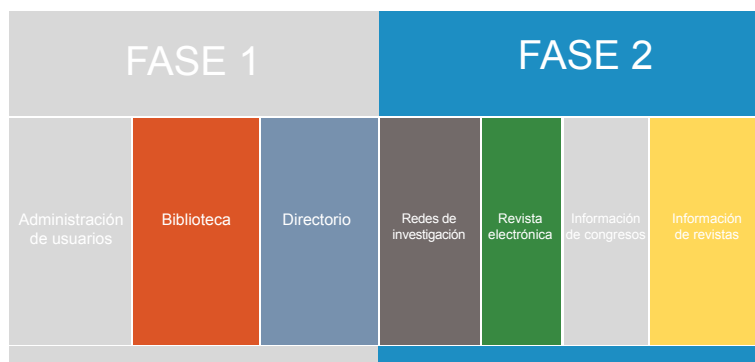 FASE 1
FASE 2
Administración
de usuarios
Biblioteca
Directorio
Redes de
investigación
Revista
electrónica
Información
de congresos
Información
de revistas